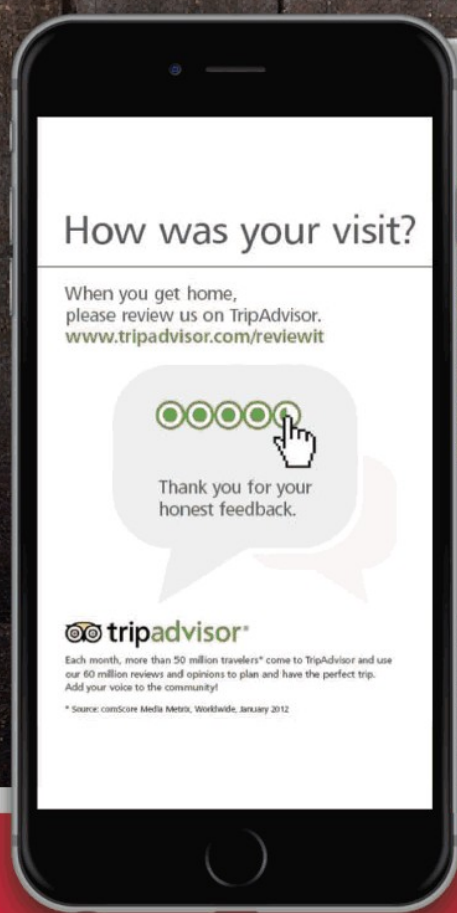 How was your visit?
When you get home,
please review us on TripAdvisor.
www.tripadvisor.com/reviewit
Thank you for your
honest feedback.
tripadvisor®
Each month, more than 50 million travelers* come to TripAdvisor and use
our 60 million reviews and opinions to plan and have the perfect trip.
Add your voice to the community!
* Source: comScore Media Metrix, Worldwide, January 2012